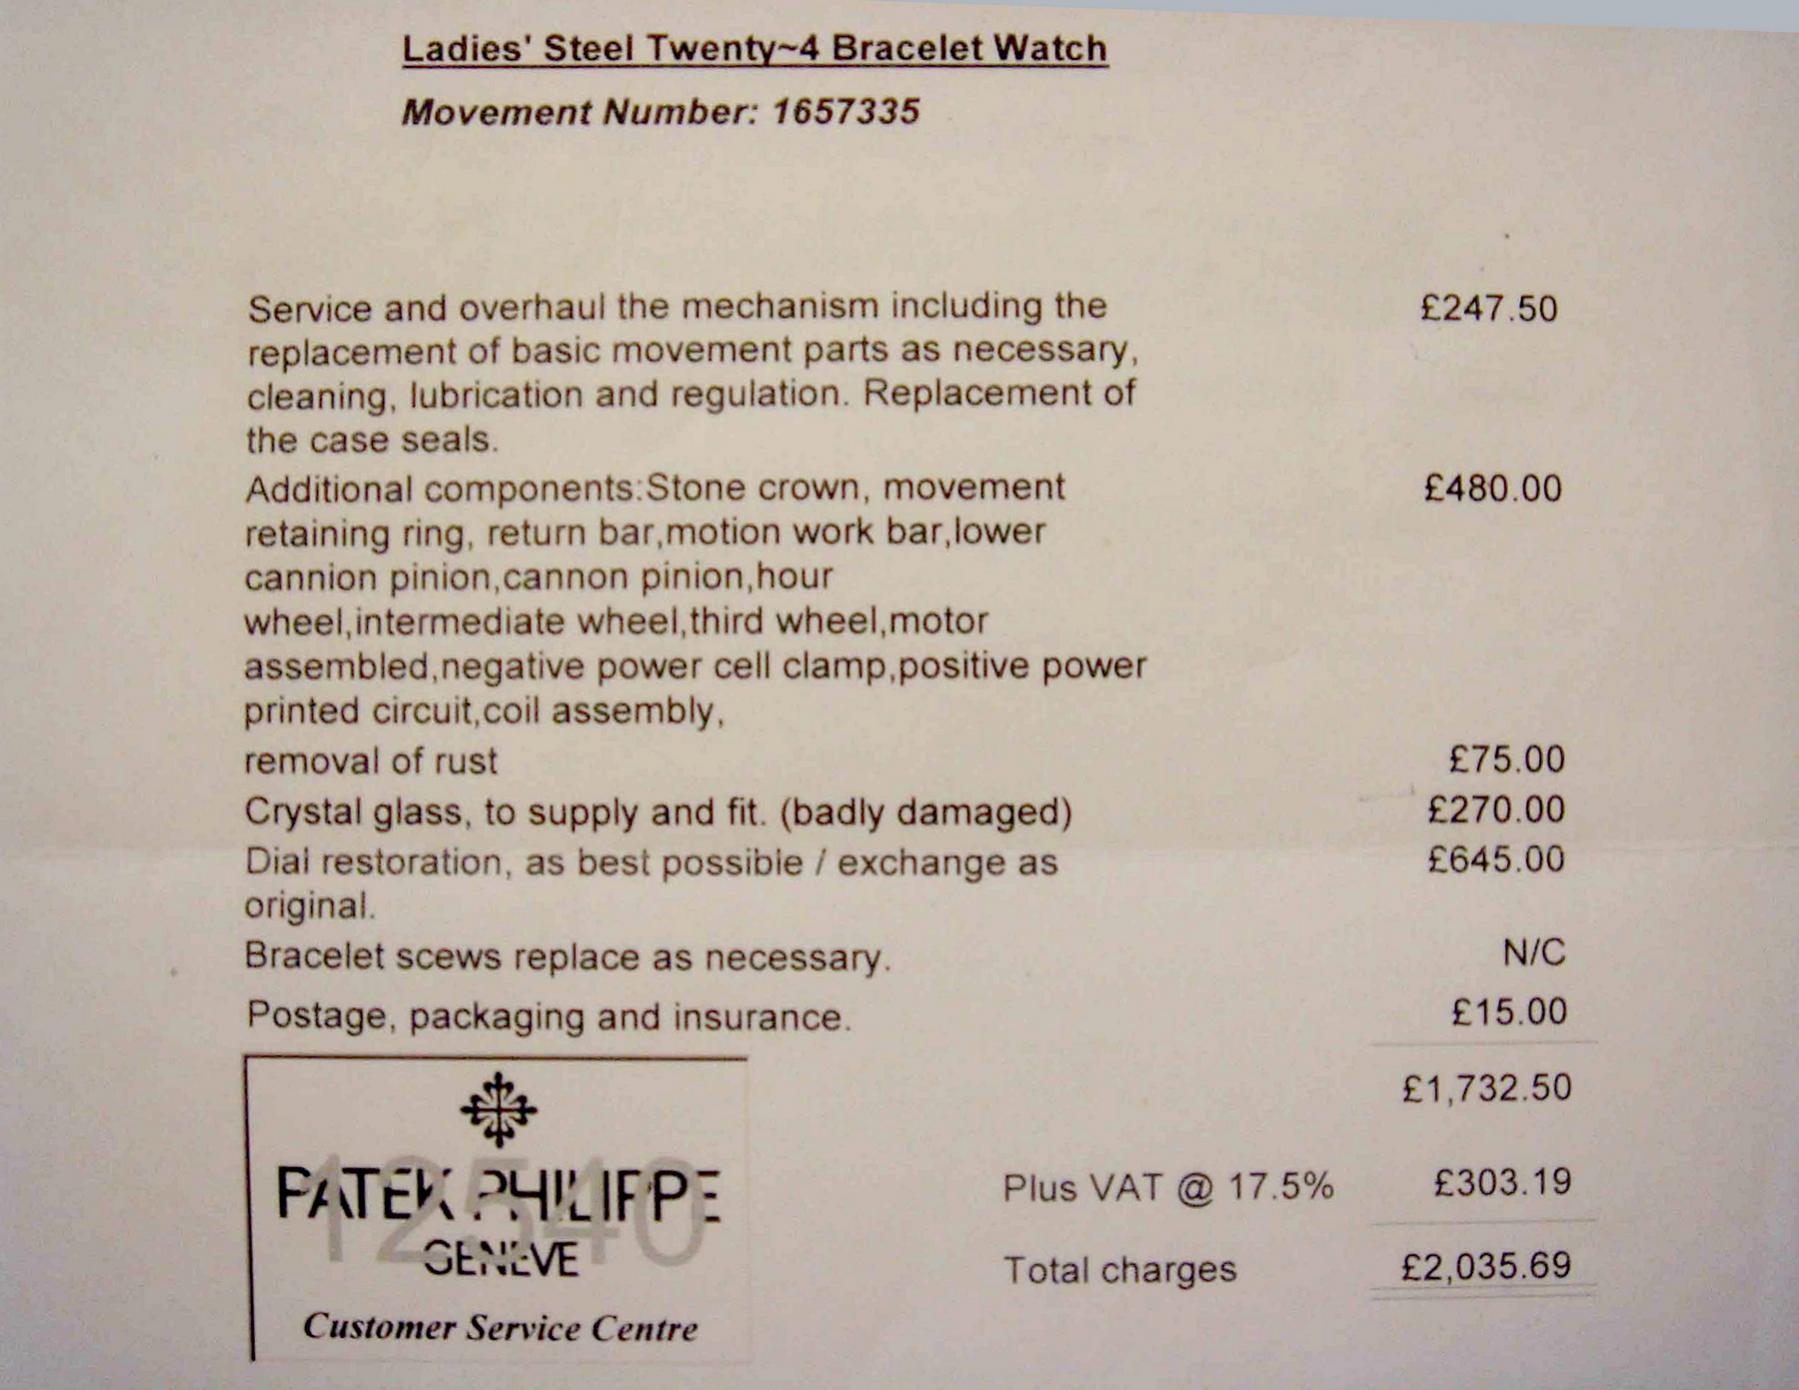 Ladies' Steel Twenty~4 Bracelet Watch
Movement Number: 1657335
Service and overhaul the mechanism including the £247.50
replacement of basic movement parts as necessary,
cleaning, lubrication and regulation. Replacement of
the case seals.
Additional components:Stone crown, movement £480.00
retaining ring, return bar,motion work bar,lower
cannion pinion,cannon pinion,hour
wheel,intermediate wheel,third wheel,motor
assembled,negative power cell clamp,positive power
printed circuit,coil assembly,
removal of rust £75.00
Crystal glass, to supply and fit. (badly damaged) £270.00
Dial restoration, as best possible / exchange as £645.00
original.
Bracelet scews replace as necessary. N/C
Postage, packaging and insurance. £15.00
£1,732.50
PATEK PHILIPPE
12540
GENEVE
Customer Service Centre
Plus VAT @ 17.5% £303.19
Total charges £2,035.69